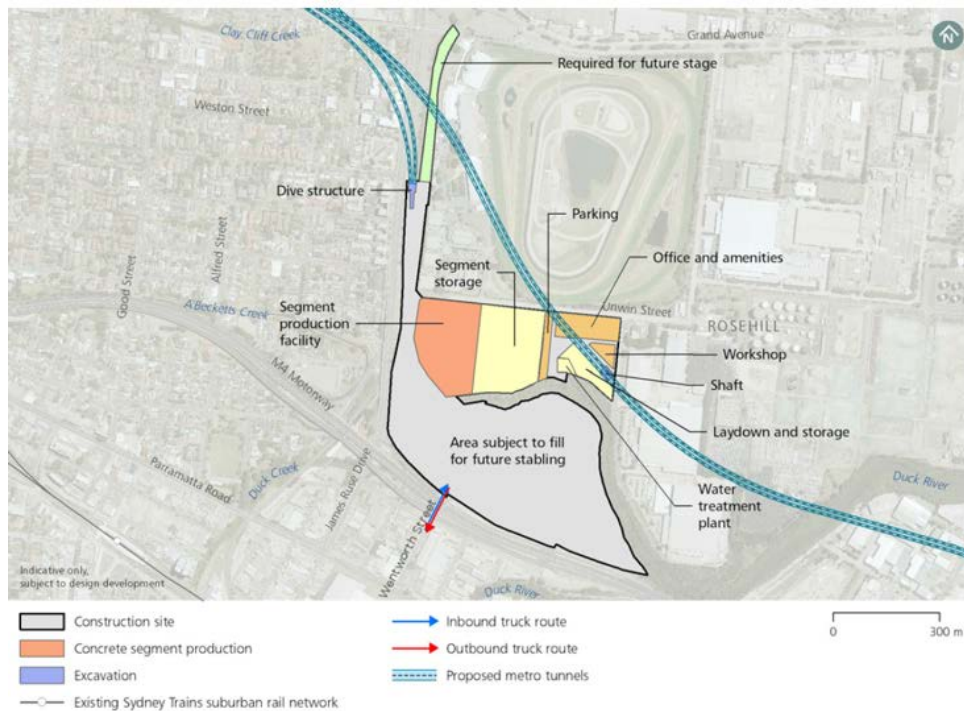 Clay Cliff Creek
Grand Avenue
N
Required for future stage
Weston Street
Dive structure
Parking
Alfred Street
Good Street
Segment
storage
Office and amenities
A'Becketts Creek
Segment
production
facility
Unwin Street
ROSEHILL
Workshop
M4 Motorway
Shaft
Laydown and storage
Area subject to fill
for future stabling
Parramatta Road
Duck Creek
James Ruse Drive
Water
treatment
plant
Duck River
Wentworth Street
Indicative only,
subject to design development
Duck River
Construction site
Inbound truck route
0 300 m
Concrete segment production
Outbound truck route
Excavation
Proposed metro tunnels
Existing Sydney Trains suburban rail network